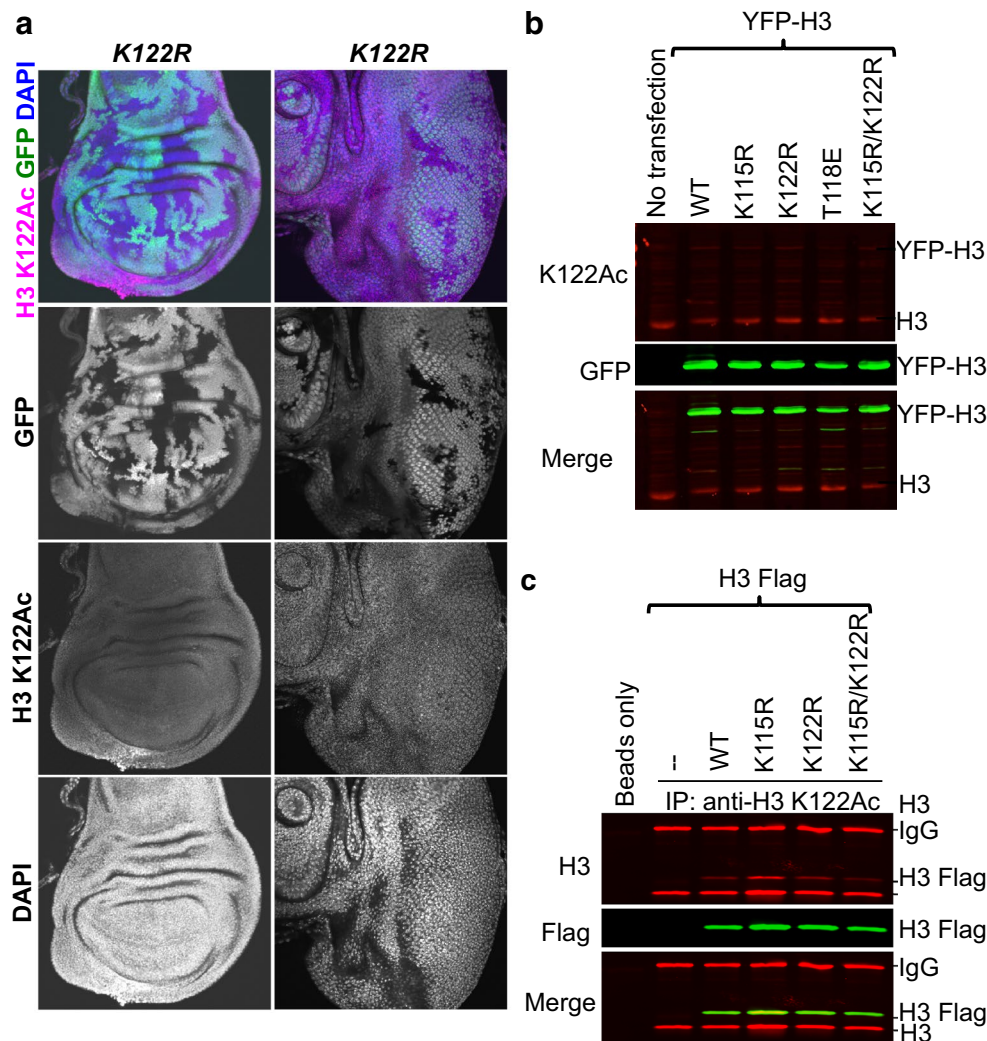 a
K122R K122R
H3 K122Ac GFP DAPI
GFP
H3 K122Ac
DAPI
b
YFP-H3
No transfection
WT
K115R
K122R
T118E
K115R/K122R
K122Ac
YFP-H3
H3
GFP
YFP-H3
Merge
YFP-H3
H3
c
H3 Flag
Beads only
--
WT
K115R
K122R
K115R/K122R
IP: anti-H3 K122Ac
H3
IgG
H3
H3 Flag
Flag
H3 Flag
Merge
IgG
H3 Flag
H3